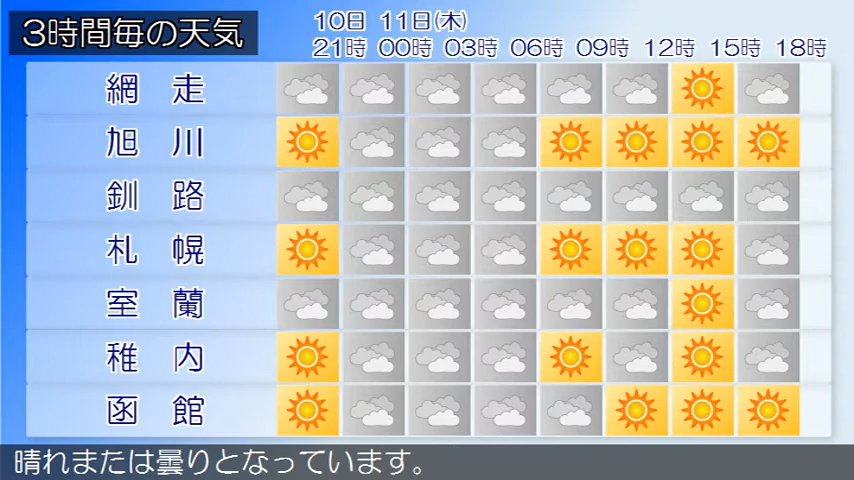 3時間毎の天気
10日 11日(木)
21時 00時 03時 06時 09時 12時 15時 18時
網走
旭川
釧路
札幌
室蘭
稚内
函館
晴れまたは曇りとなっています。